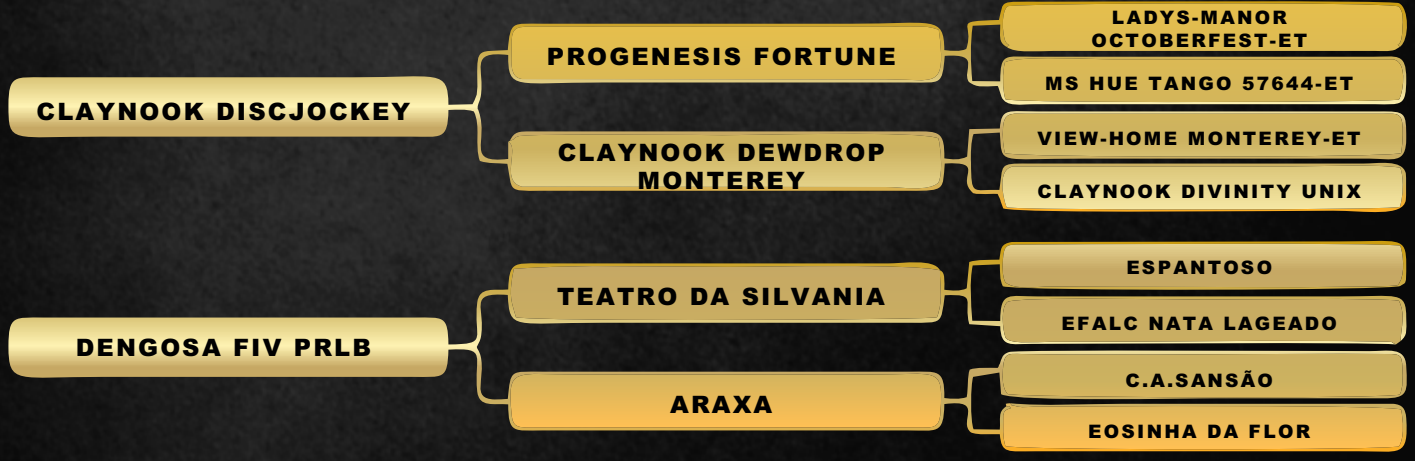 CLAYNOOK DISCJOCKEY
PROGENESIS FORTUNE
LADYS-MANOR
OCTOBERFEST-ET
MS HUE TANGO 57644-ET
CLAYNOOK DEWDROP
MONTEREY
VIEW-HOME MONTEREY-ET
CLAYNOOK DIVINITY UNIX
DENGOSA FIV PRLB
TEATRO DA SILVANIA
ESPANTOSO
EFALC NATA LAGEADO
ARAXA
C.A.SANSÃO
EOSINHA DA FLOR